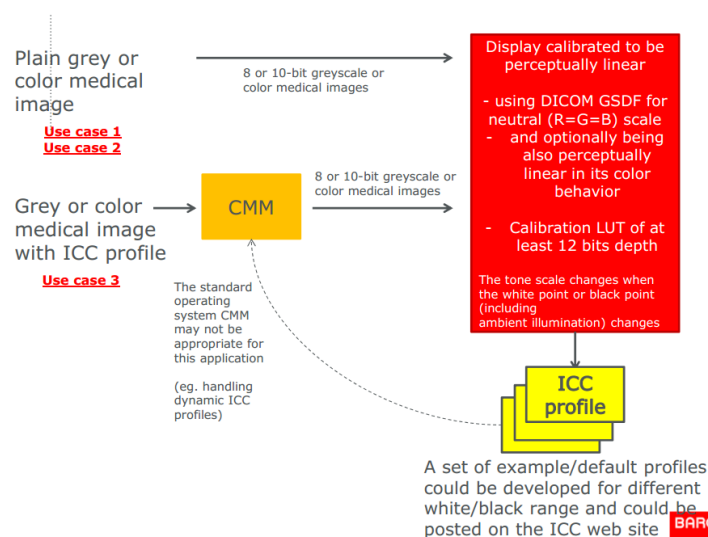 Plain grey or
color medical
image
Use case 1
Use case 2
8 or 10-bit greyscale or
color medical images
Display calibrated to be
perceptually linear
- using DICOM GSDF for
neutral (R=G=B) scale
- and optionally being
also perceptually
linear in its color
behavior
- Calibration LUT of at
least 12 bits depth
The tone scale changes when
the white point or black point
(including
ambient illumination) changes
Grey or color
medical image
with ICC profile
Use case 3
CMM
8 or 10-bit greyscale or
color medical images
The standard
operating
system CMM
may not be
appropriate for
this application
(eg. handling
dynamic ICC
profiles)
ICC
profile
A set of example/default profiles
could be developed for different
white/black range and could be
posted on the ICC web site